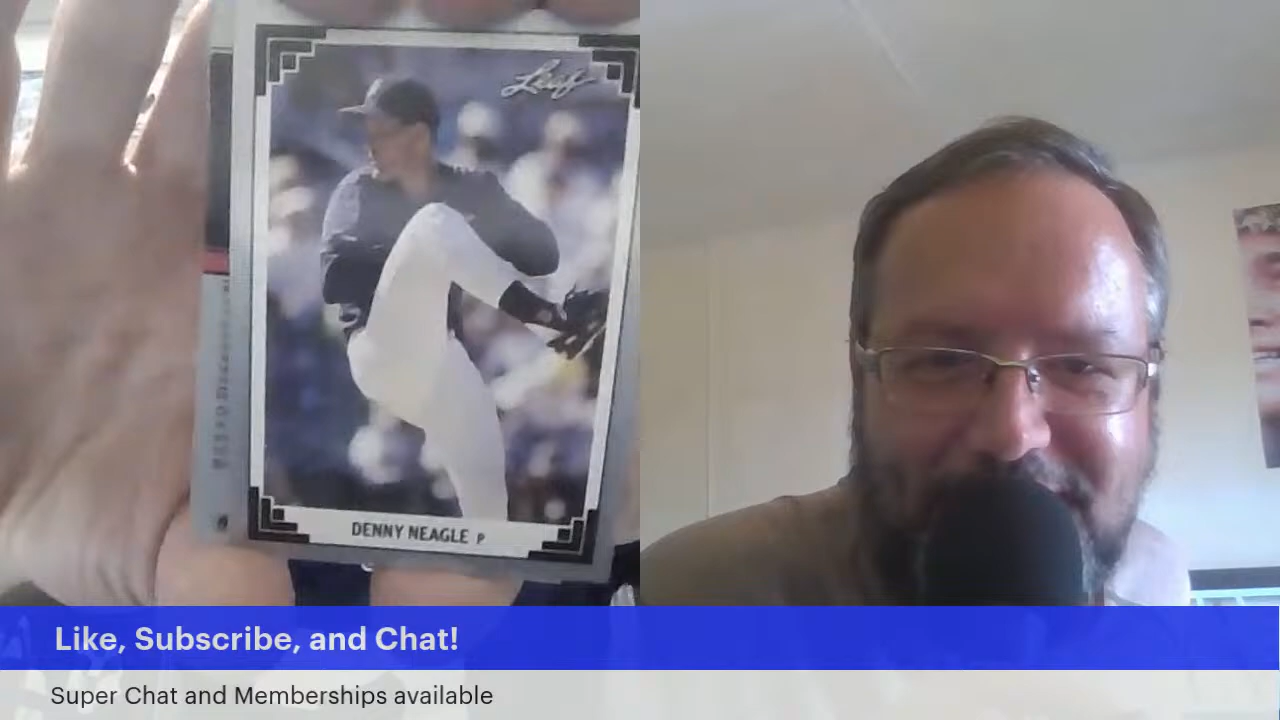 Leaf
DENNY NEAGLE P
Like, Subscribe, and Chat!
Super Chat and Memberships available